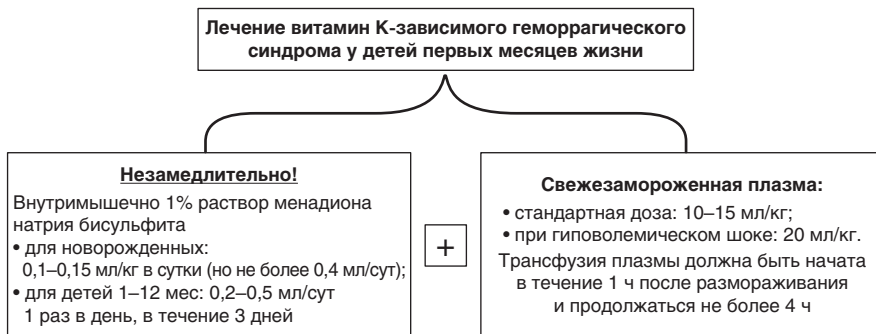 Лечение витамин К-зависимого геморрагического
синдрома у детей первых месяцев жизни
Незамедлительно!
Внутримышечно 1% раствор менадиона
натрия бисульфита
• для новорожденных:
0,1–0,15 мл/кг в сутки (но не более 0,4 мл/сут);
• для детей 1–12 мес: 0,2–0,5 мл/сут
1 раз в день, в течение 3 дней
+
Свежезамороженная плазма:
• стандартная доза: 10–15 мл/кг;
• при гиповолемическом шоке: 20 мл/кг.
Трансфузия плазмы должна быть начата
в течение 1 ч после размораживания
и продолжаться не более 4 ч